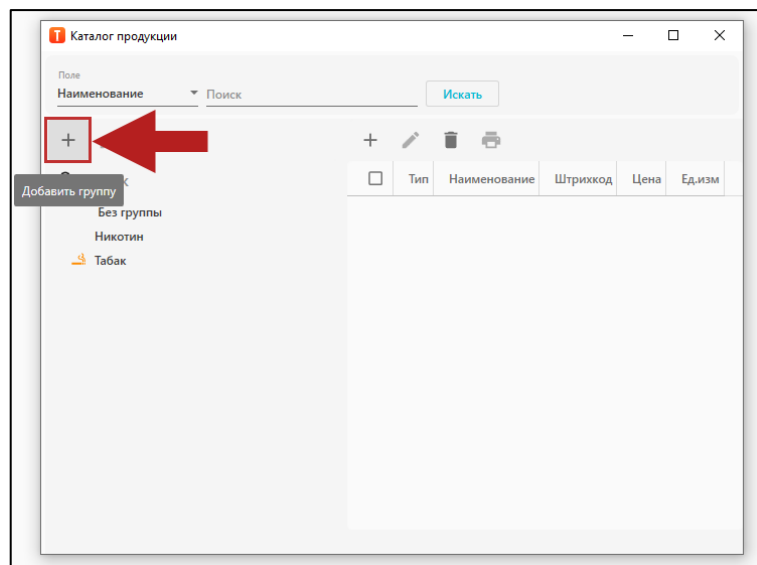 Каталог продукции
Поле
Наименование Поиск Искать
Добавить группу
Тип Наименование Штрихкод Цена Ед.изм
Без группы
Никотин
Табак